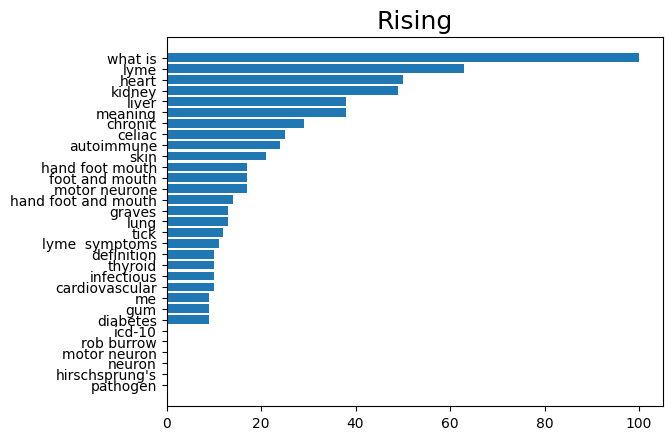 Rising
what is
lyme
heart
kidney
liver
meaning
chronic
celiac
autoimmune
skin
hand foot mouth
foot and mouth
motor neurone
hand foot and mouth
graves
lung
tick
lyme  symptoms
definition
thyroid
infectious
cardiovascular
me
gum
diabetes
icd-10
rob burrow
motor neuron
neuron
hirschsprung's
pathogen
0 20 40 60 80 100